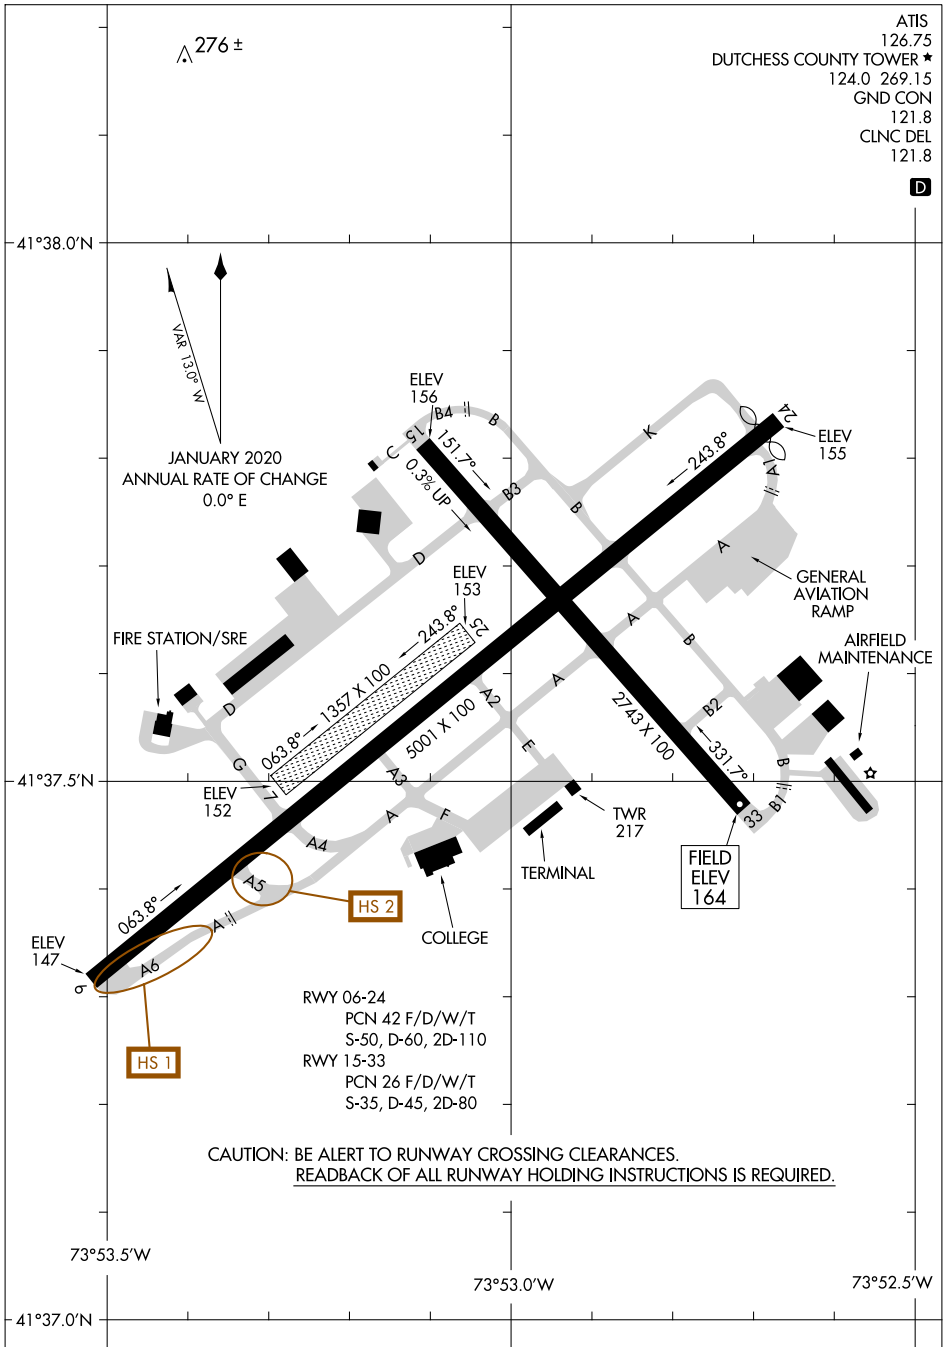 ATIS
126.75
DUTCHESS COUNTY TOWER ★
124.0 269.15
GND CON
121.8
CLNC DEL
121.8
D
276 ±
41°38.0'N
VAR 13.0° W
JANUARY 2020
ANNUAL RATE OF CHANGE
0.0° E
ELEV
156
15
151.7°
0.3% UP
B4
B
C
B3
D
B
K
243.8°
24
ELEV
155
A1
A
GENERAL
AVIATION
RAMP
AIRFIELD
MAINTENANCE
ELEV
153
243.8°
25
1357 X 100
063.8°
7
ELEV
152
FIRE STATION/SRE
D
G
5001 X 100
A
A
B
A2
E
A3
A
F
A4
B2
2743 X 100
331.7°
B
B1
33
41°37.5'N
TWR
217
TERMINAL
FIELD
ELEV
164
COLLEGE
A5
HS 2
063.8°
A
A6
ELEV
147
6
HS 1
RWY 06-24
PCN 42 F/D/W/T
S-50, D-60, 2D-110
RWY 15-33
PCN 26 F/D/W/T
S-35, D-45, 2D-80
CAUTION: BE ALERT TO RUNWAY CROSSING CLEARANCES.
READBACK OF ALL RUNWAY HOLDING INSTRUCTIONS IS REQUIRED.
73°53.5'W
73°53.0'W
73°52.5'W
41°37.0'N